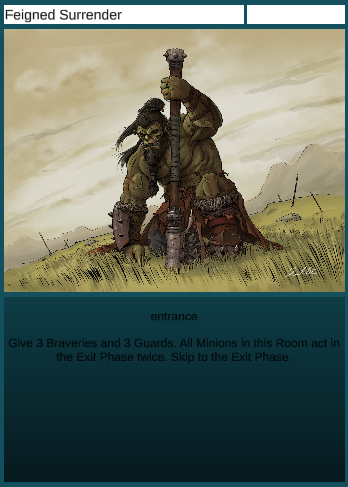 Feigned Surrender
entrance
Give 3 Braveries and 3 Guards. All Minions in this Room act in
the Exit Phase twice. Skip to the Exit Phase.